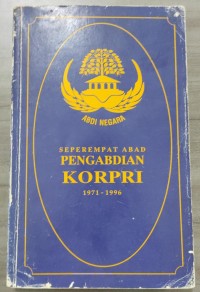 ABDI NEGARA
SEPEREMPAT ABAD
PENGABDIAN
KORPRI
1971-1996